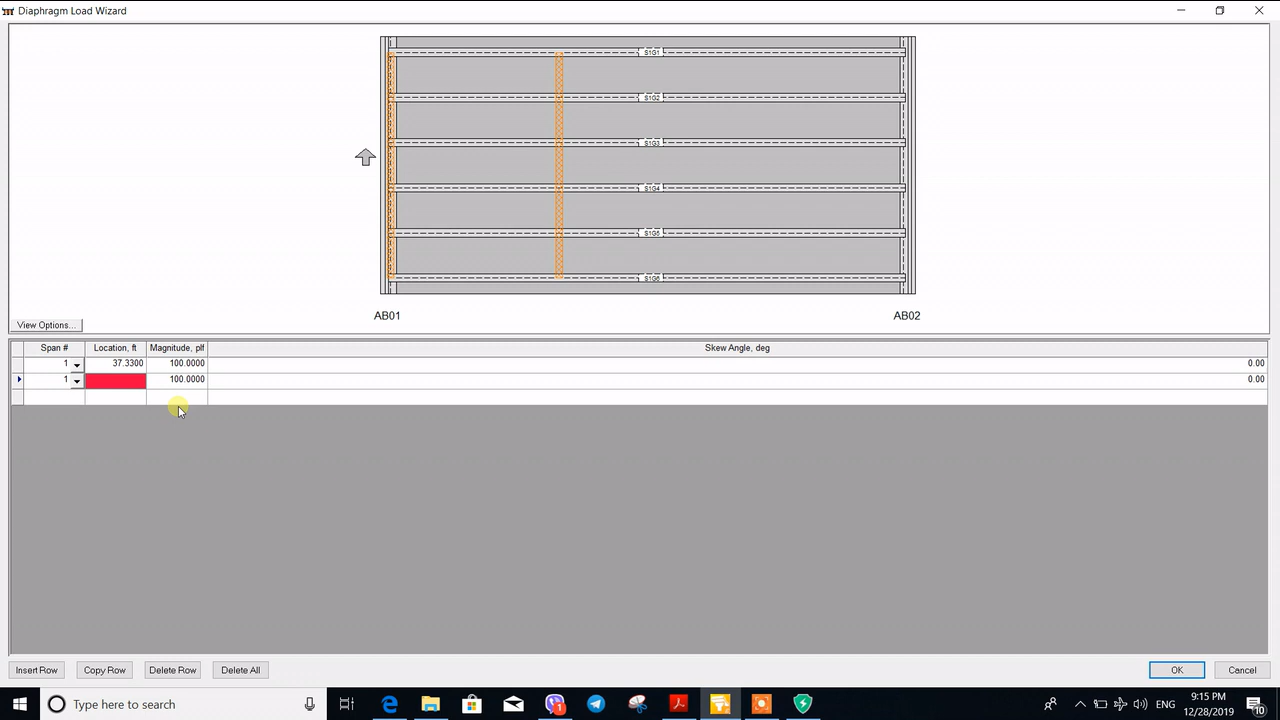 Diaphragm Load Wizard
S1G1
S1G2
S1G3
S1G4
S1G5
S1G6
AB01 AB02
View Options...
Span # Location, ft Magnitude, plf Skew Angle, deg
1 37.3300 100.0000 0.00
1 100.0000 0.00
Insert Row Copy Row Delete Row Delete All OK Cancel
Type here to search 1 ENG 9:15 PM 12/28/2019 10